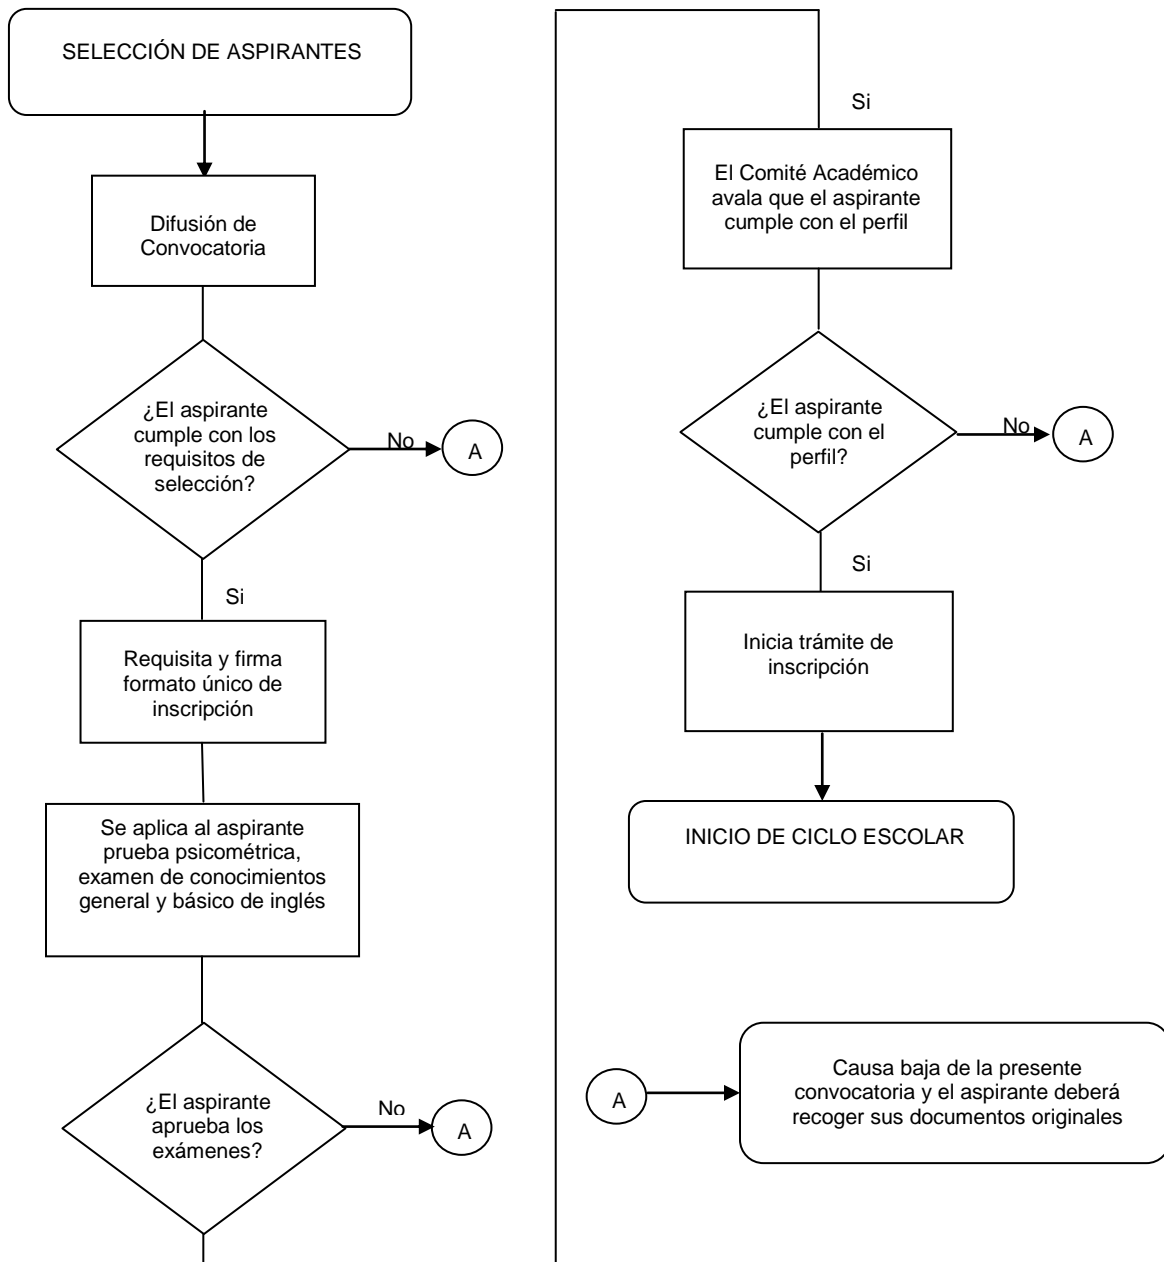 SELECCIÓN DE ASPIRANTES
Difusión de
Convocatoria
¿El aspirante
cumple con los
requisitos de
selección?
No
A
Si
Requisita y firma
formato único de
inscripción
Se aplica al aspirante
prueba psicométrica,
examen de conocimientos
general y básico de inglés
¿El aspirante
aprueba los
exámenes?
No
A
Si
El Comité Académico
avala que el aspirante
cumple con el perfil
¿El aspirante
cumple con el
perfil?
No
A
Si
Inicia trámite de
inscripción
INICIO DE CICLO ESCOLAR
A
Causa baja de la presente
convocatoria y el aspirante deberá
recoger sus documentos originales